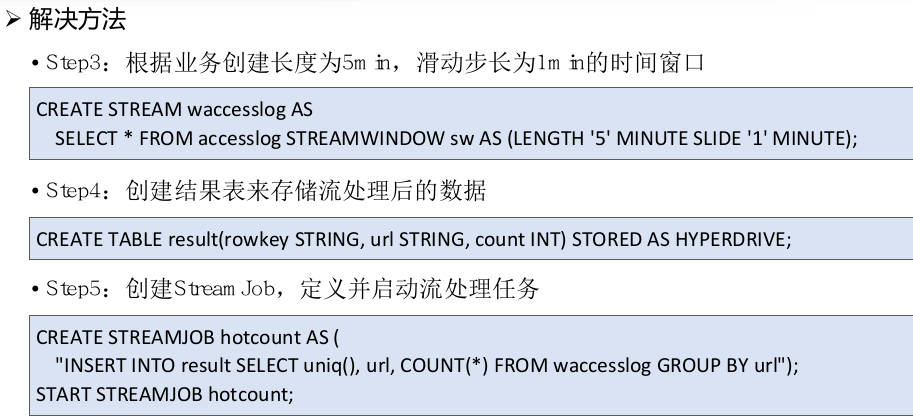 ➢ 解决方法
• Step3：根据业务创建长度为5min，滑动步长为1min的时间窗口
CREATE STREAM waccesslog AS
SELECT * FROM accesslog STREAMWINDOW sw AS (LENGTH '5' MINUTE SLIDE '1' MINUTE);
• Step4：创建结果表来存储流处理后的数据
CREATE TABLE result(rowkey STRING, url STRING, count INT) STORED AS HYPERDRIVE;
• Step5：创建Stream Job，定义并启动流处理任务
CREATE STREAMJOB hotcount AS (
"INSERT INTO result SELECT uniq(), url, COUNT(*) FROM waccesslog GROUP BY url");
START STREAMJOB hotcount;